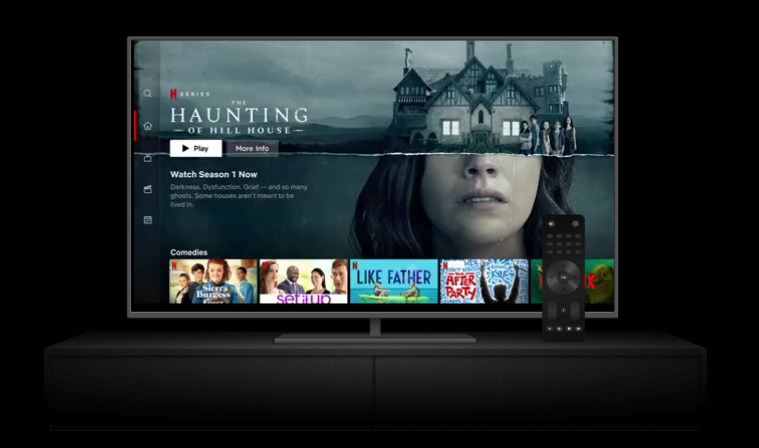 N SERIES
THE
HAUNTING
OF HILL HOUSE
Play
More Info
Watch Season 1 Now
Darkness. Dysfunction. Grief -- and so many
ghosts. Some houses aren't meant to be
lived in.
Comedies
N
Sierra
Burgess
set it up
N
LIKE FATHER
N
THE
AFTER
PARTY
N